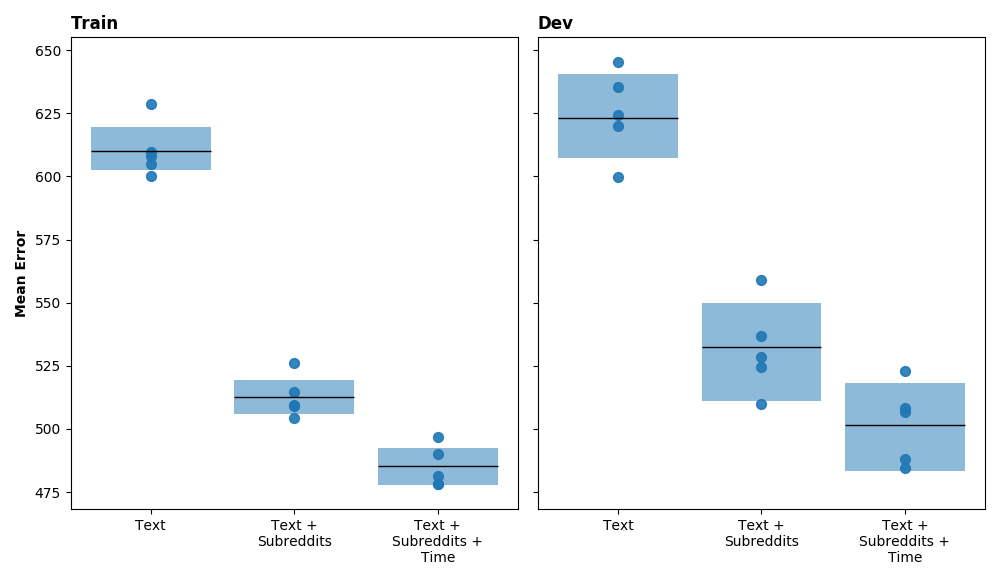 Train
Dev
Mean Error
650
625
600
575
550
525
500
475
Text
Text +
Subreddits
Text +
Subreddits +
Time
Text
Text +
Subreddits
Text +
Subreddits +
Time